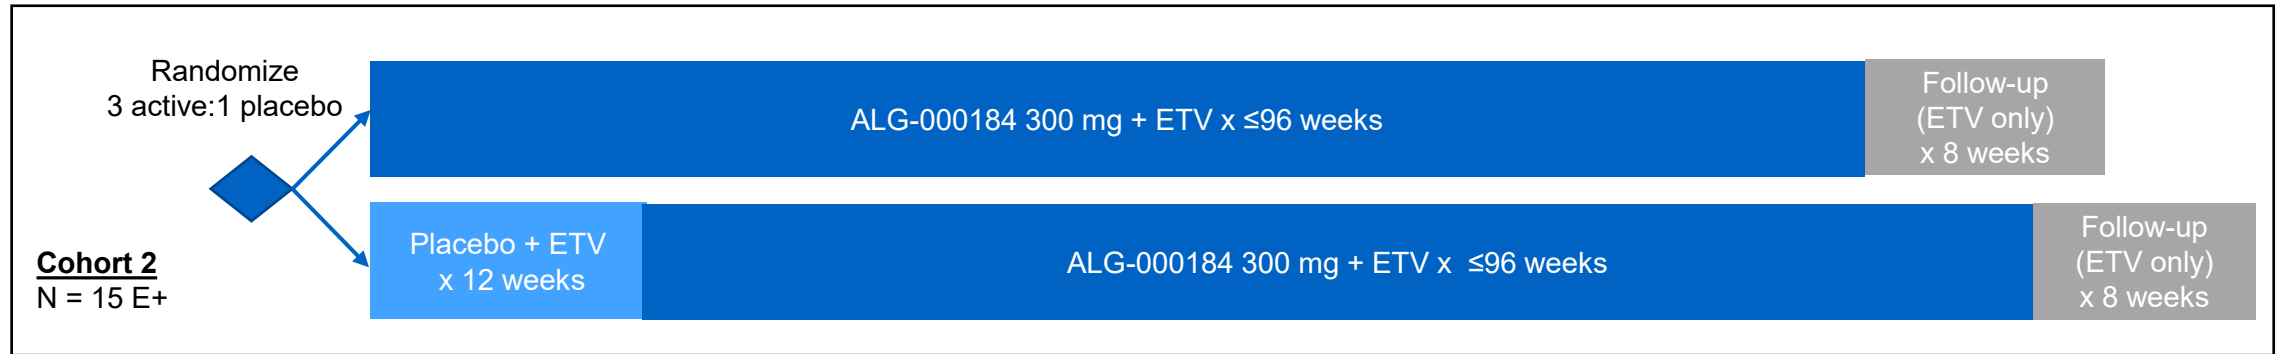 Randomize
3 active:1 placebo
ALG-000184 300 mg + ETV x ≤96 weeks
Follow-up
(ETV only)
x 8 weeks
Cohort 2
N = 15 E+
Placebo + ETV
x 12 weeks
ALG-000184 300 mg + ETV x  ≤96 weeks
Follow-up
(ETV only)
x 8 weeks